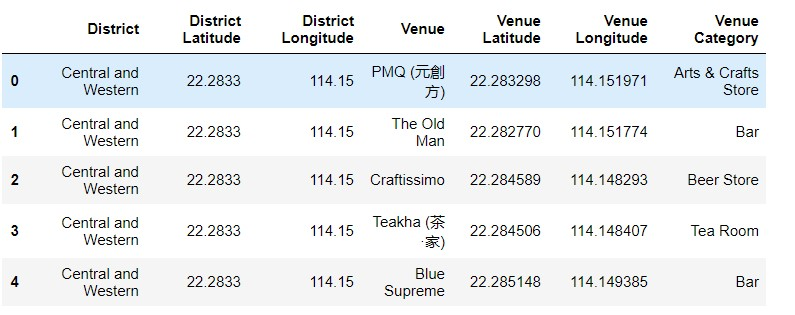 District District Latitude District Longitude Venue Venue Latitude Venue Longitude Venue Category
0 Central and Western 22.2833 114.15 PMQ (元創方) 22.283298 114.151971 Arts & Crafts Store
1 Central and Western 22.2833 114.15 The Old Man 22.282770 114.151774 Bar
2 Central and Western 22.2833 114.15 Craftissimo 22.284589 114.148293 Beer Store
3 Central and Western 22.2833 114.15 Teakha (茶·家) 22.284506 114.148407 Tea Room
4 Central and Western 22.2833 114.15 Blue Supreme 22.285148 114.149385 Bar